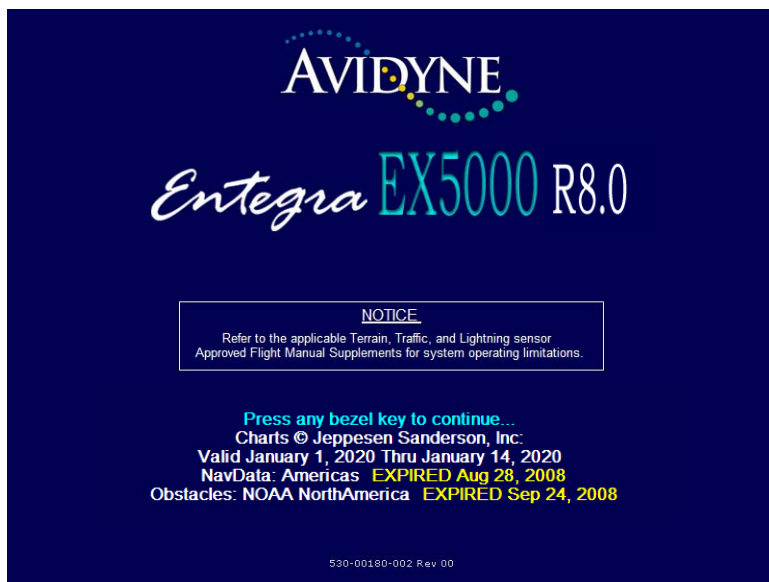 AVIDYNE
Entegra EX5000 R8.0
NOTICE
Refer to the applicable Terrain, Traffic, and Lightning sensor
Approved Flight Manual Supplements for system operating limitations.
Press any bezel key to continue...
Charts © Jeppesen Sanderson, Inc:
Valid January 1, 2020 Thru January 14, 2020
NavData: Americas EXPIRED Aug 28, 2008
Obstacles: NOAA NorthAmerica EXPIRED Sep 24, 2008
530-00180-002 Rev 00